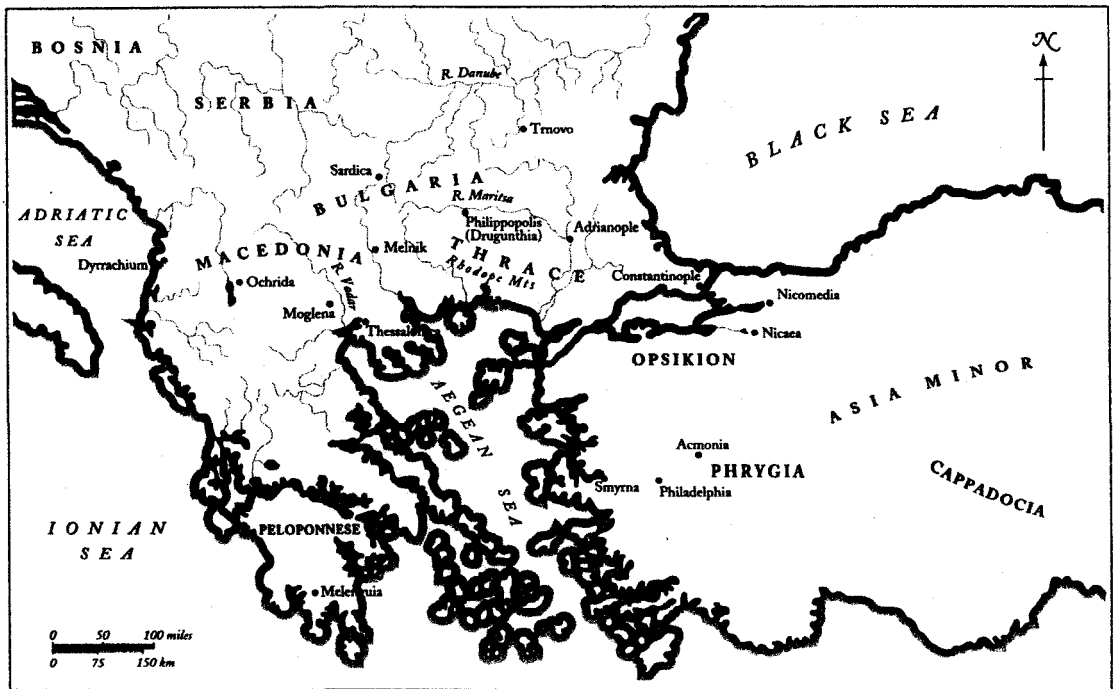 BOSNIA
N
R. Danube
SERBIA
BLACK SEA
Trnovo
Sardica
BULGARIA
R. Maritsa
ADRIATIC
SEA
Philippopolis
(Drugunthia)
Adrianople
THRACE
Melnik
MACEDONIA
Dyrrachium
Rhodope Mts
Constantinople
Ochrida
R. Vadar
Nicomedia
Moglena
Thessalonica
Nicaea
OPSIKION
ASIA MINOR
AEGEAN
SEA
Acmonia
PHRYGIA
CAPPADOCIA
Smyrna
Philadelphia
IONIAN
SEA
PELOPONNESE
0 50 100 miles
0 75 150 km